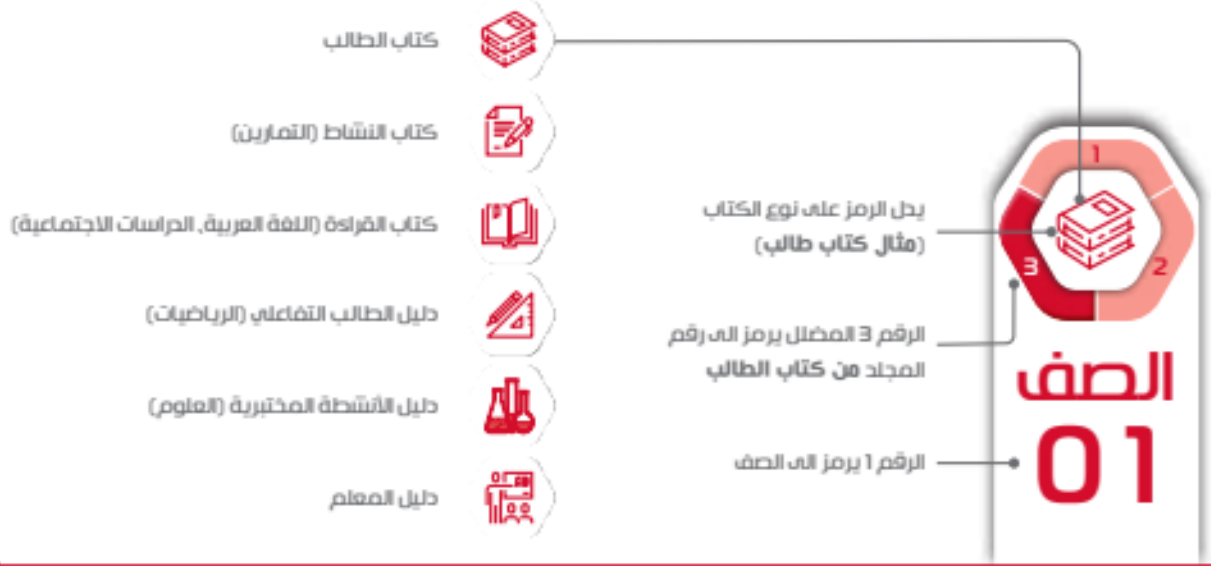 1
2
3
الصف
01
يدل الرمز على نوع الكتاب
(مثال كتاب طالب)
الرقم 3 المضلل يرمز الى رقم
المجلد من كتاب الطالب
الرقم 1 يرمز الى الصف
كتاب الطالب
كتاب النشاط (التمارين)
كتاب القراءة (اللغة العربية، الدراسات الاجتماعية)
دليل الطالب التفاعلي (الرياضيات)
دليل الأنشطة المختبرية (العلوم)
دليل المعلم